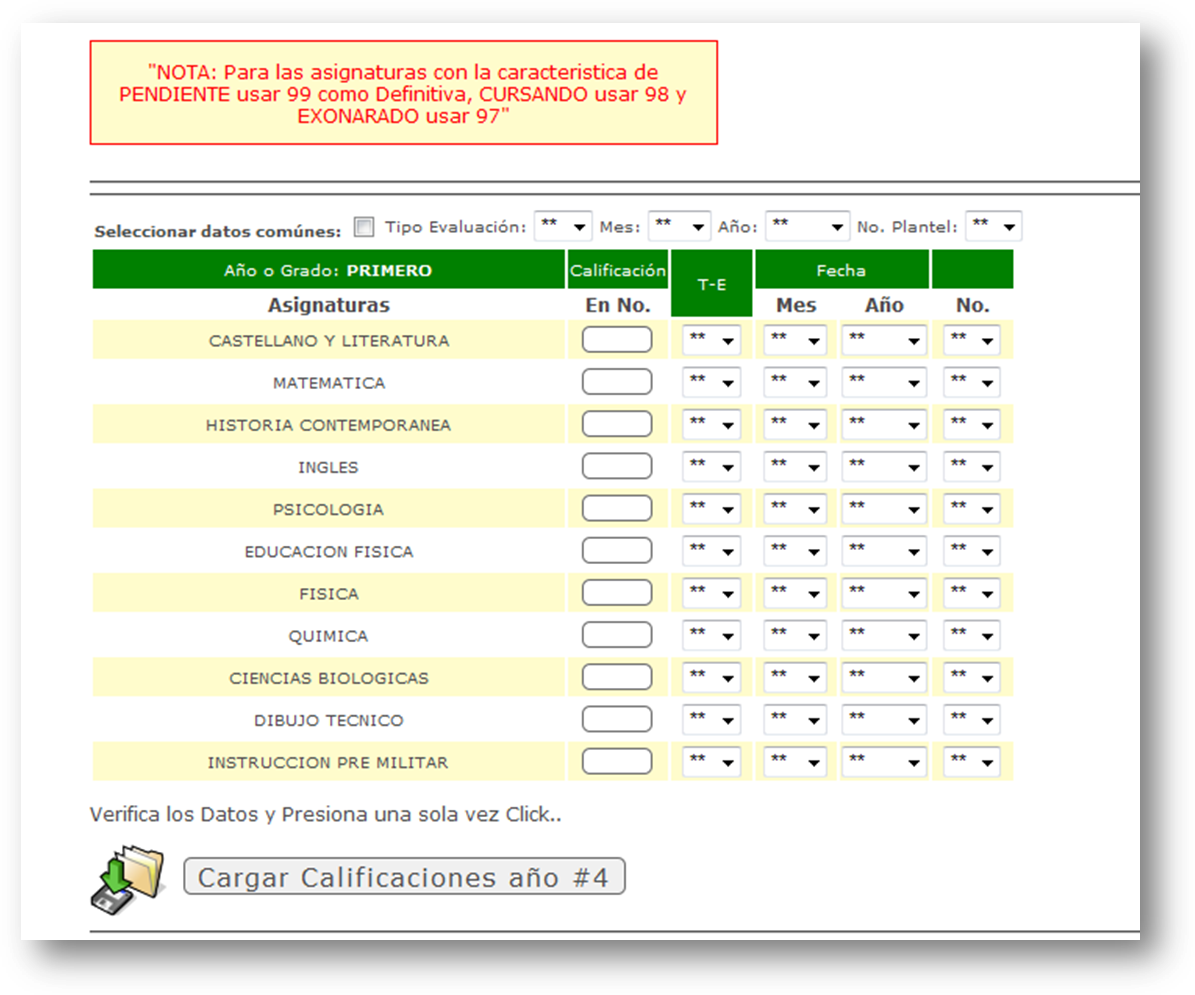 "NOTA: Para las asignaturas con la caracteristica de
PENDIENTE usar 99 como Definitiva, CURSANDO usar 98 y
EXONARADO usar 97"
Seleccionar datos comúnes: Tipo Evaluación: ** Mes: ** Año: ** No. Plantel: **
Año o Grado: PRIMERO Calificación T-E Fecha
Asignaturas En No. Mes Año No.
CASTELLANO Y LITERATURA ** ** ** **
MATEMATICA ** ** ** **
HISTORIA CONTEMPORANEA ** ** ** **
INGLES ** ** ** **
PSICOLOGIA ** ** ** **
EDUCACION FISICA ** ** ** **
FISICA ** ** ** **
QUIMICA ** ** ** **
CIENCIAS BIOLOGICAS ** ** ** **
DIBUJO TECNICO ** ** ** **
INSTRUCCION PRE MILITAR ** ** ** **
Verifica los Datos y Presiona una sola vez Click..
Cargar Calificaciones año #4